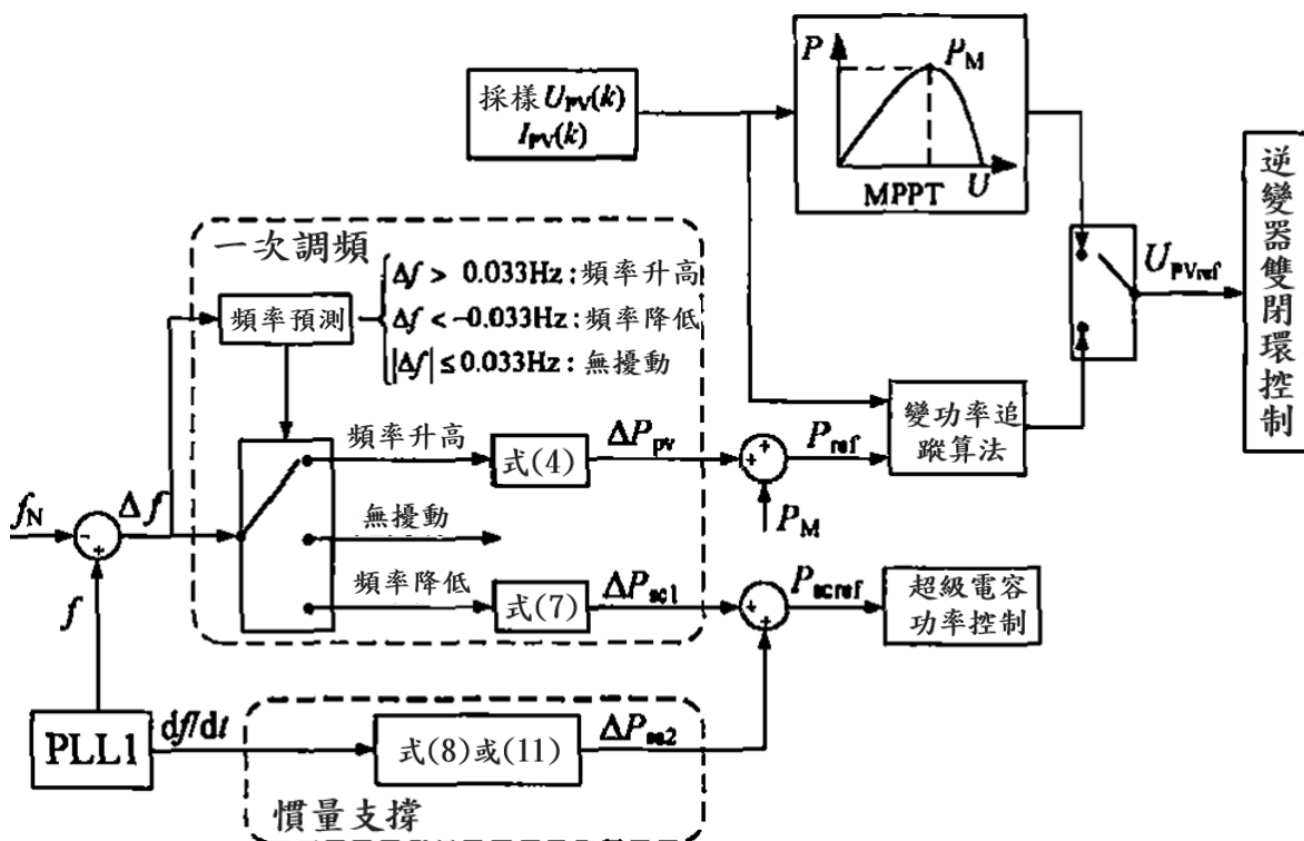 採樣U_PV(k)
I_PV(k)
P
P_M
U
MPPT
逆變器雙閉環控制
U_PVref
一次調頻
頻率預測
Δf > 0.033Hz:頻率升高
Δf < -0.033Hz:頻率降低
|Δf| ≤ 0.033Hz:無擾動
頻率升高
式(4)
ΔP_pv
+
+
P_ref
變功率追
蹤算法
P_M
f_N
-
+
Δf
無擾動
頻率降低
式(7)
ΔP_sc1
+
+
P_scref
超級電容
功率控制
f
PLL1
df/dt
式(8)或(11)
ΔP_sc2
慣量支撐